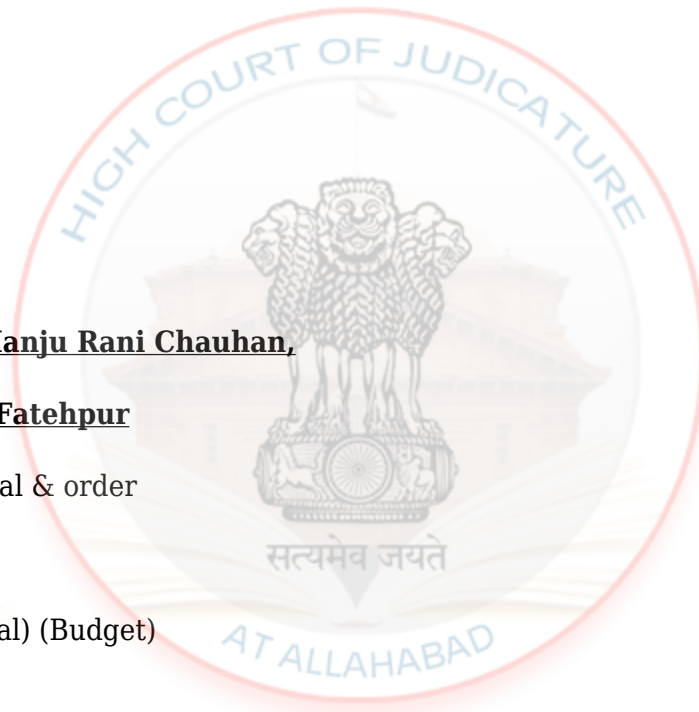 HIGH COURT OF JUDICATURE
anju Rani Chauhan,
Fatehpur
al & order
सत्यमेव जयते
al) (Budget)
AT ALLAHABAD